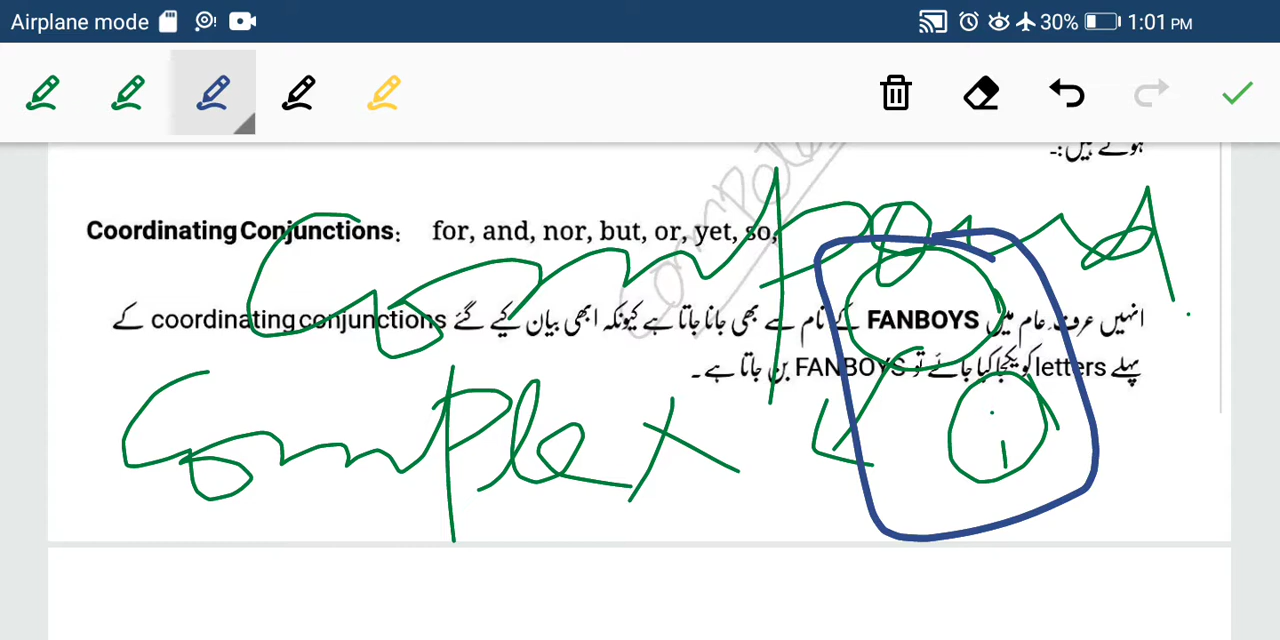 Airplane mode 30% 1:01 PM
ہوتے ہیں :-
Coordinating Conjunctions: for, and, nor, but, or, yet, so,
Compound
انہیں عرف عام میں FANBOYS کے نام سے بھی جانا جاتا ہے کیونکہ ابھی بیان کیے گئے coordinating conjunctions کے
پہلے letters کو یکجا کیا جائے تو FANBOYS بن جاتا ہے۔
Complex i